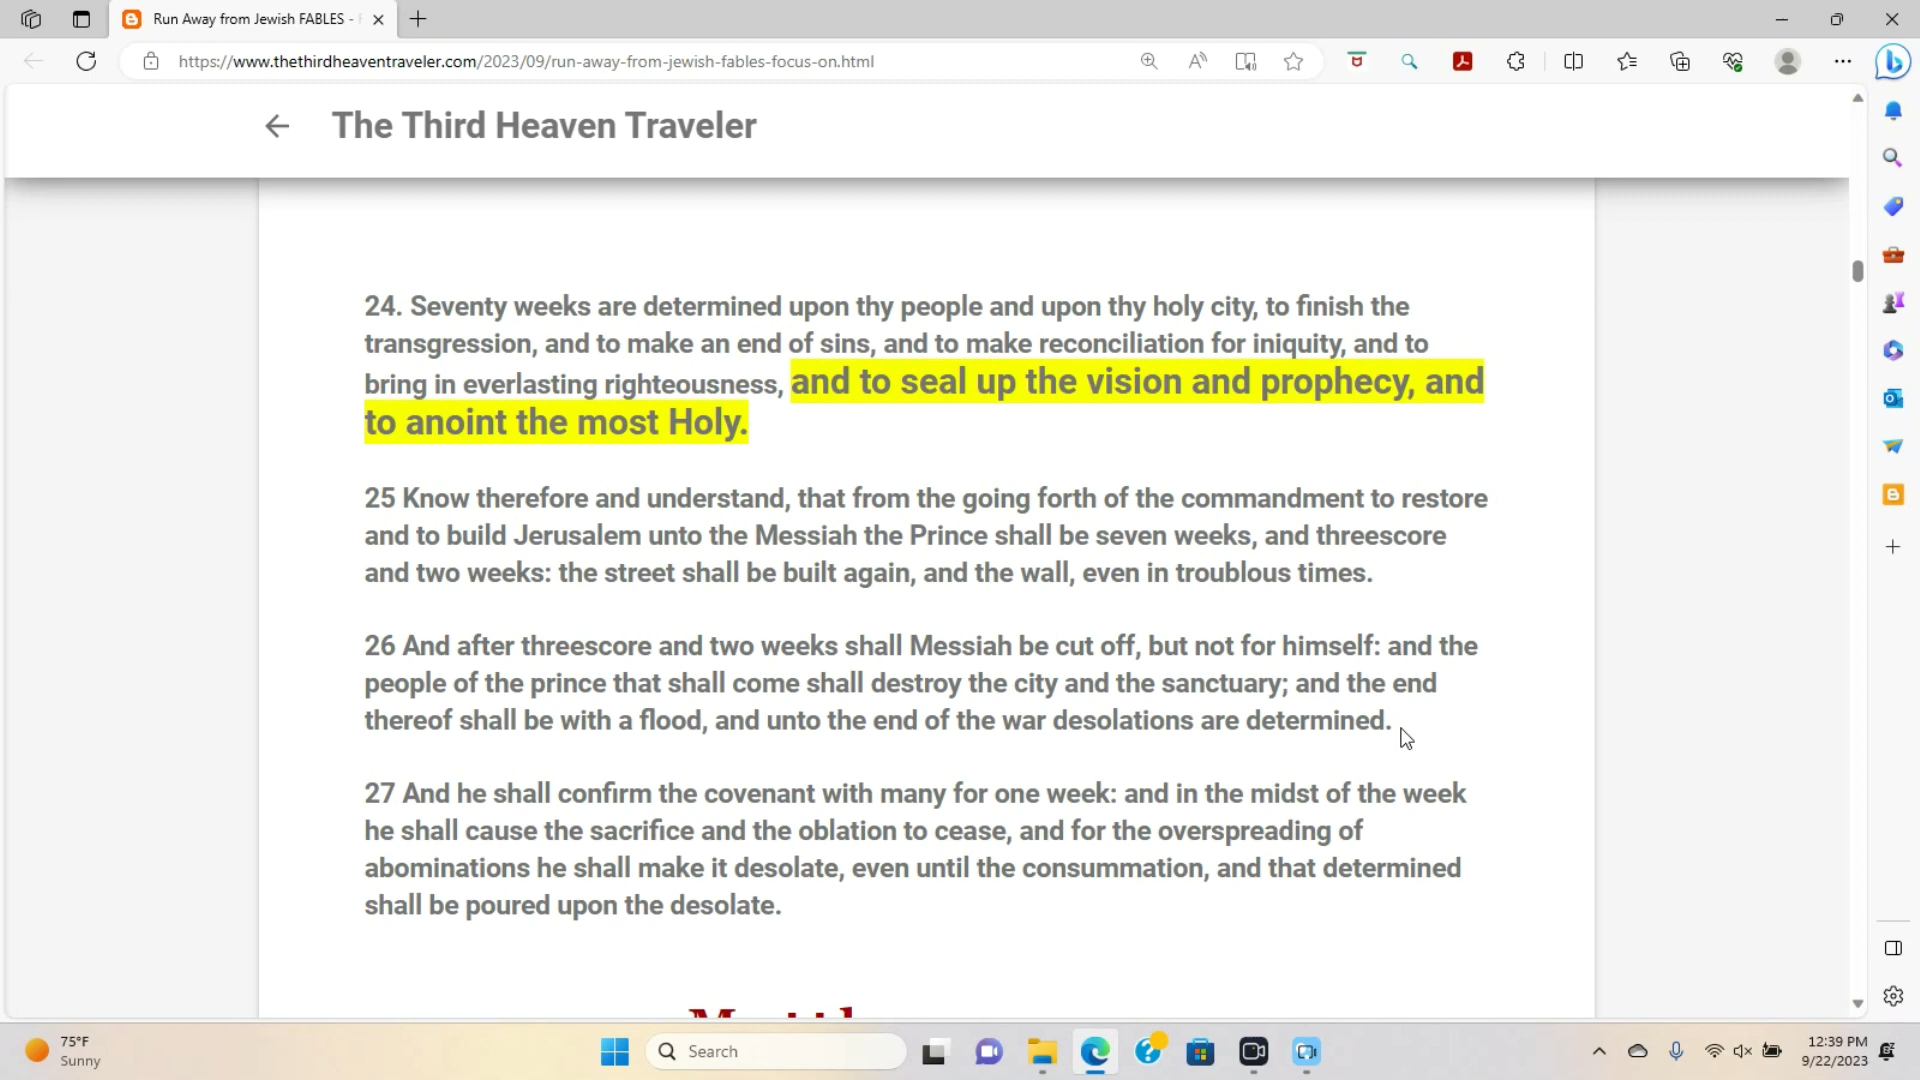 Run Away from Jewish FABLES -
https://www.thethirdheaventraveler.com/2023/09/run-away-from-jewish-fables-focus-on.html
The Third Heaven Traveler
24. Seventy weeks are determined upon thy people and upon thy holy city, to finish the
transgression, and to make an end of sins, and to make reconciliation for iniquity, and to
bring in everlasting righteousness, and to seal up the vision and prophecy, and
to anoint the most Holy.
25 Know therefore and understand, that from the going forth of the commandment to restore
and to build Jerusalem unto the Messiah the Prince shall be seven weeks, and threescore
and two weeks: the street shall be built again, and the wall, even in troublous times.
26 And after threescore and two weeks shall Messiah be cut off, but not for himself: and the
people of the prince that shall come shall destroy the city and the sanctuary; and the end
thereof shall be with a flood, and unto the end of the war desolations are determined.
27 And he shall confirm the covenant with many for one week: and in the midst of the week
he shall cause the sacrifice and the oblation to cease, and for the overspreading of
abominations he shall make it desolate, even until the consummation, and that determined
shall be poured upon the desolate.
75°F
Sunny
Search
12:39 PM
9/22/2023